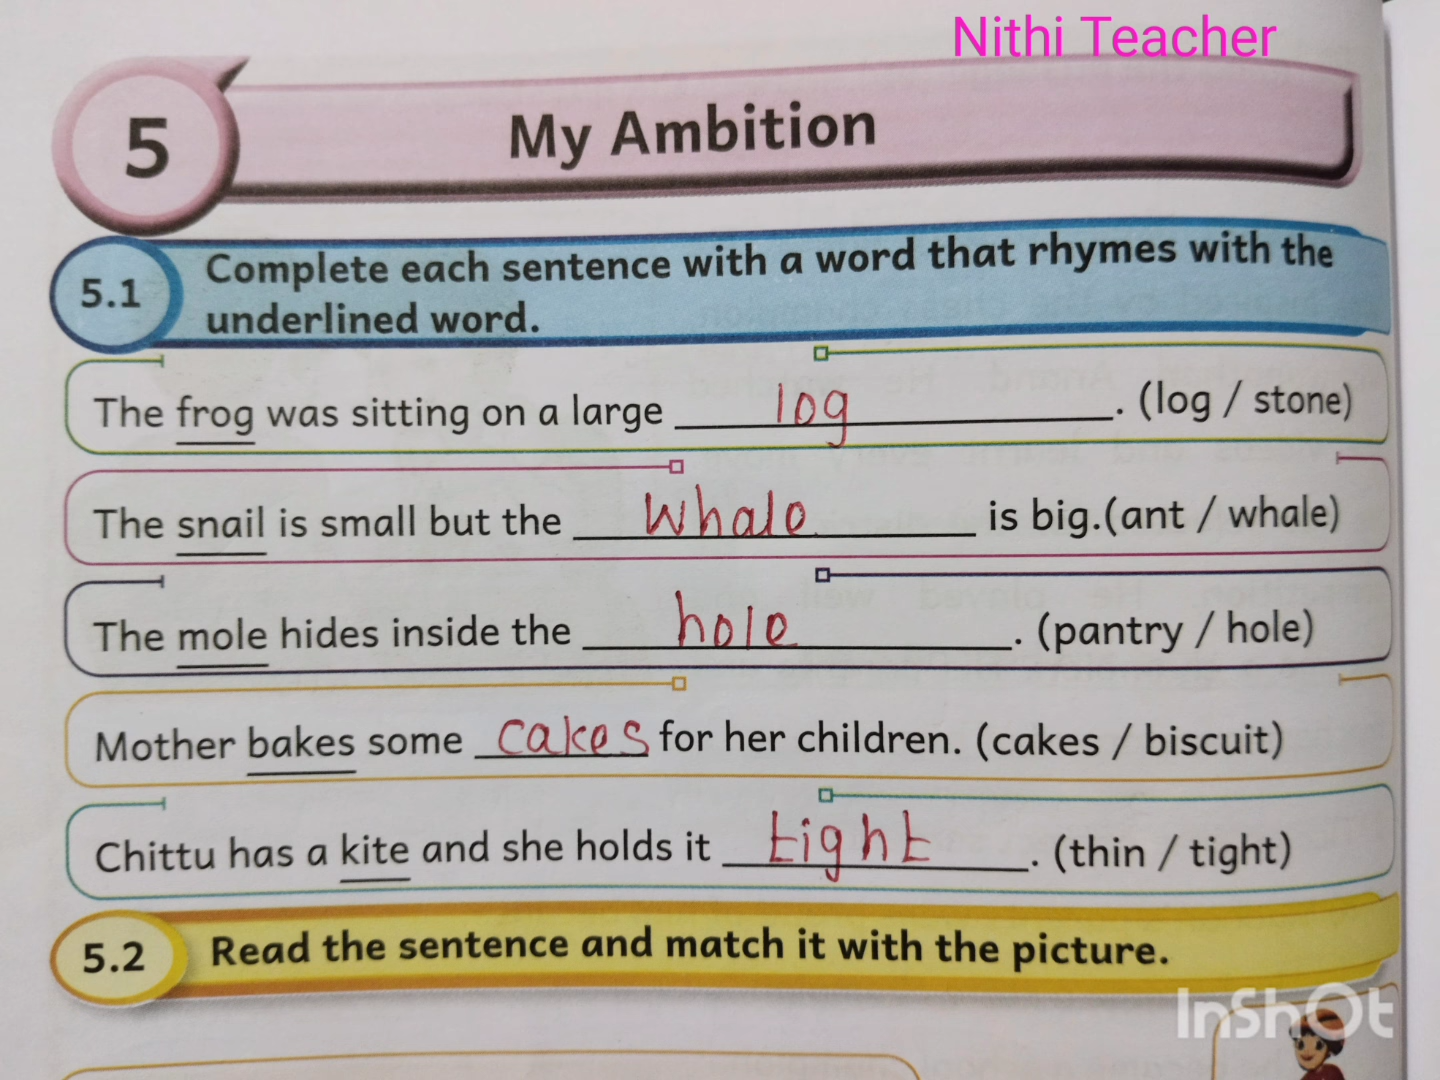 Nithi Teacher
5 My Ambition
5.1 Complete each sentence with a word that rhymes with the
underlined word.
The frog was sitting on a large log. (log / stone)
The snail is small but the whale is big.(ant / whale)
The mole hides inside the hole. (pantry / hole)
Mother bakes some cakes for her children. (cakes / biscuit)
Chittu has a kite and she holds it tight. (thin / tight)
5.2 Read the sentence and match it with the picture.
InShOt